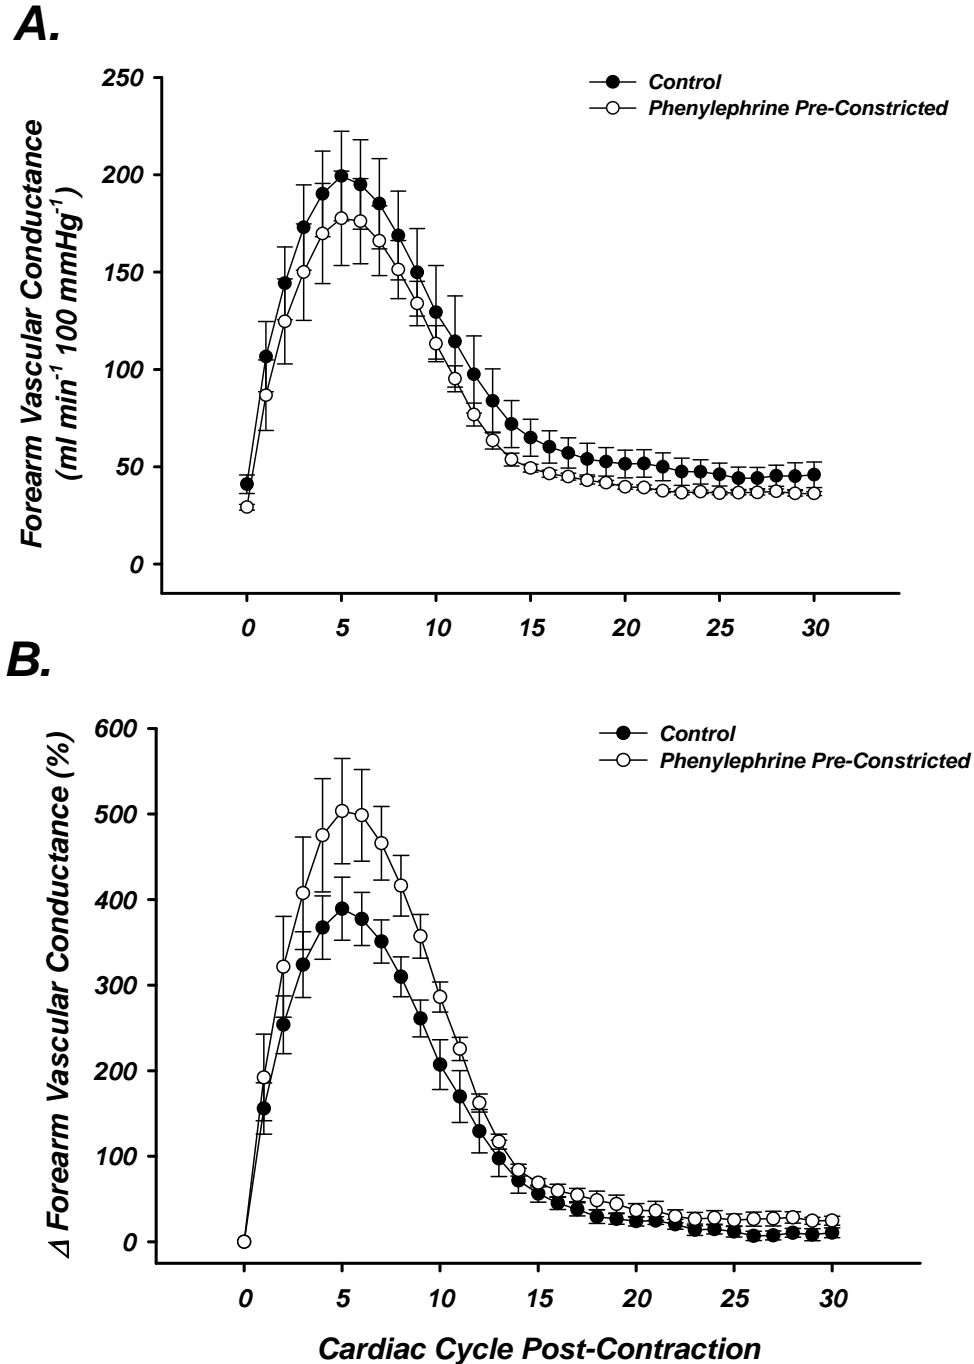 A.
Forearm Vascular Conductance
(ml min⁻¹ 100 mmHg⁻¹)
250
200
150
100
50
0
Control
Phenylephrine Pre-Constricted
0 5 10 15 20 25 30
B.
Δ Forearm Vascular Conductance (%)
600
500
400
300
200
100
0
Control
Phenylephrine Pre-Constricted
0 5 10 15 20 25 30
Cardiac Cycle Post-Contraction